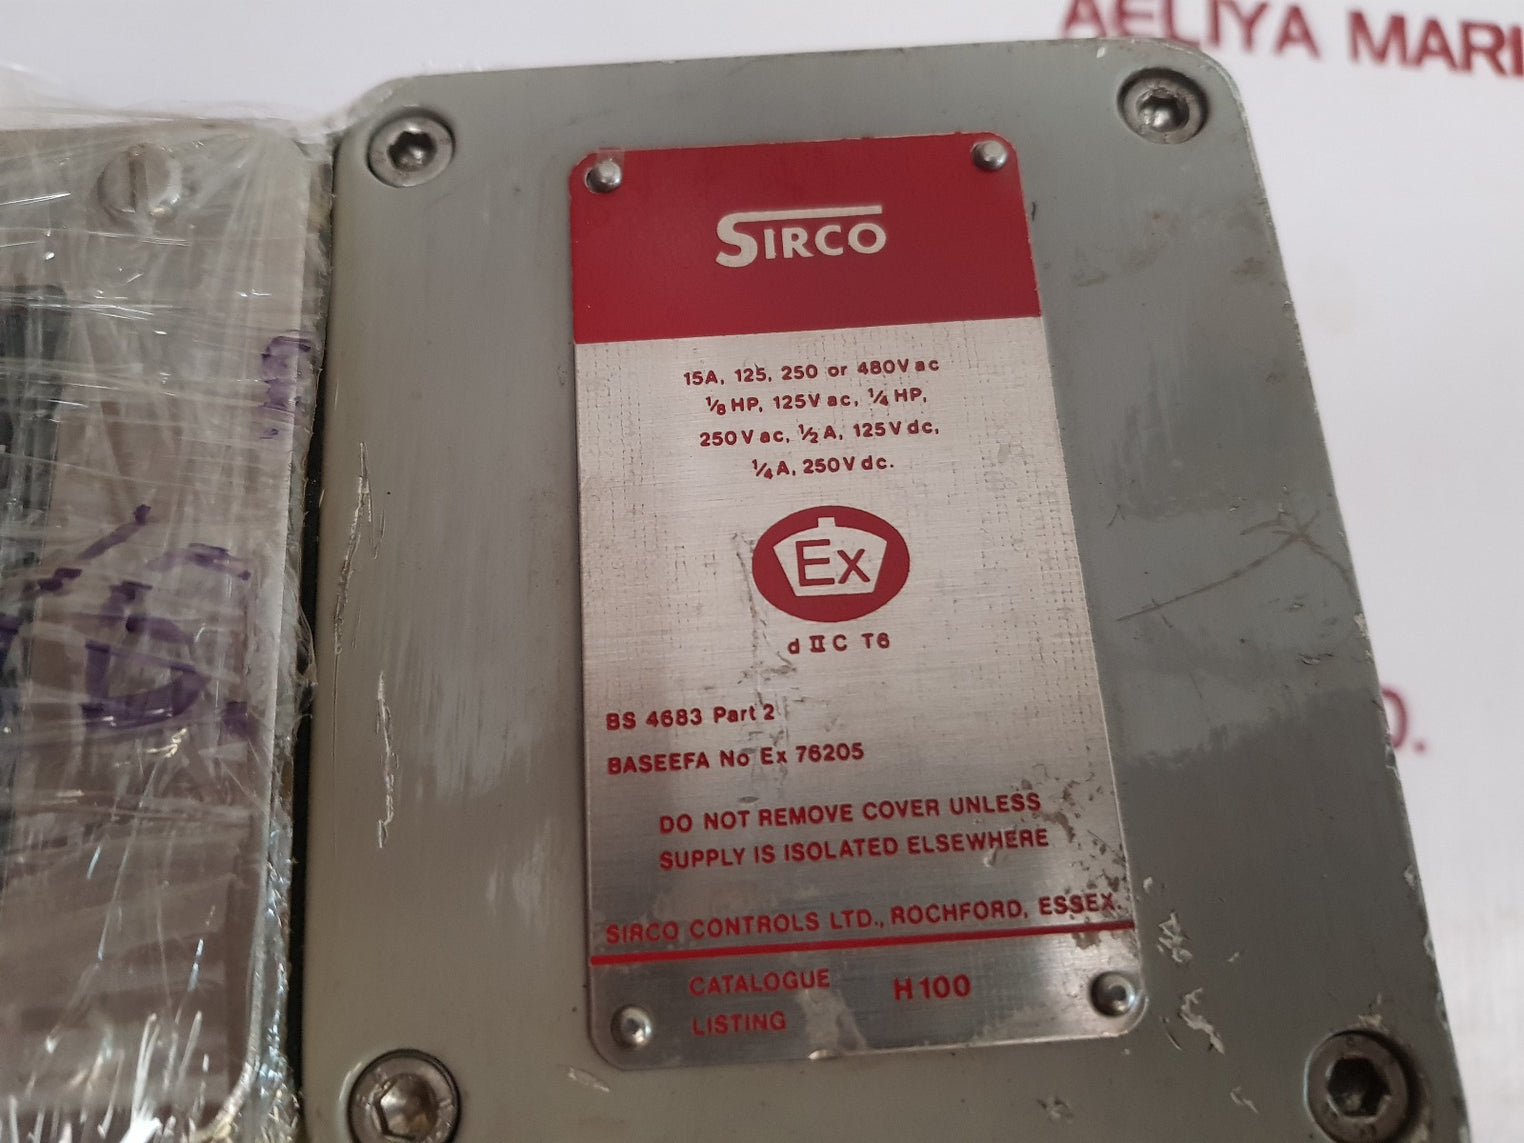 AELIYA MARI
SIRCO
15A, 125, 250 or 480V ac
⅛ HP, 125V ac, ¼ HP,
250V ac, ½ A, 125V dc,
¼ A, 250V dc.
Ex
d II C T6
BS 4683 Part 2
BASEEFA No Ex 76205
DO NOT REMOVE COVER UNLESS
SUPPLY IS ISOLATED ELSEWHERE
SIRCO CONTROLS LTD., ROCHFORD, ESSEX.
CATALOGUE H100
LISTING